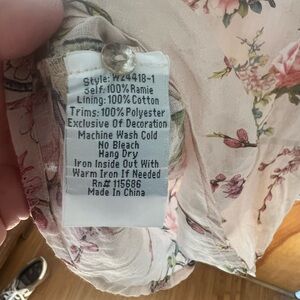 Style: W24418-1
Self: 100% Ramie
Lining: 100% Cotton
Trims: 100% Polyester
Exclusive Of Decoration
Machine Wash Cold
No Bleach
Hang Dry
Iron Inside Out With
Warm Iron If Needed
Rn# 115686
Made In China